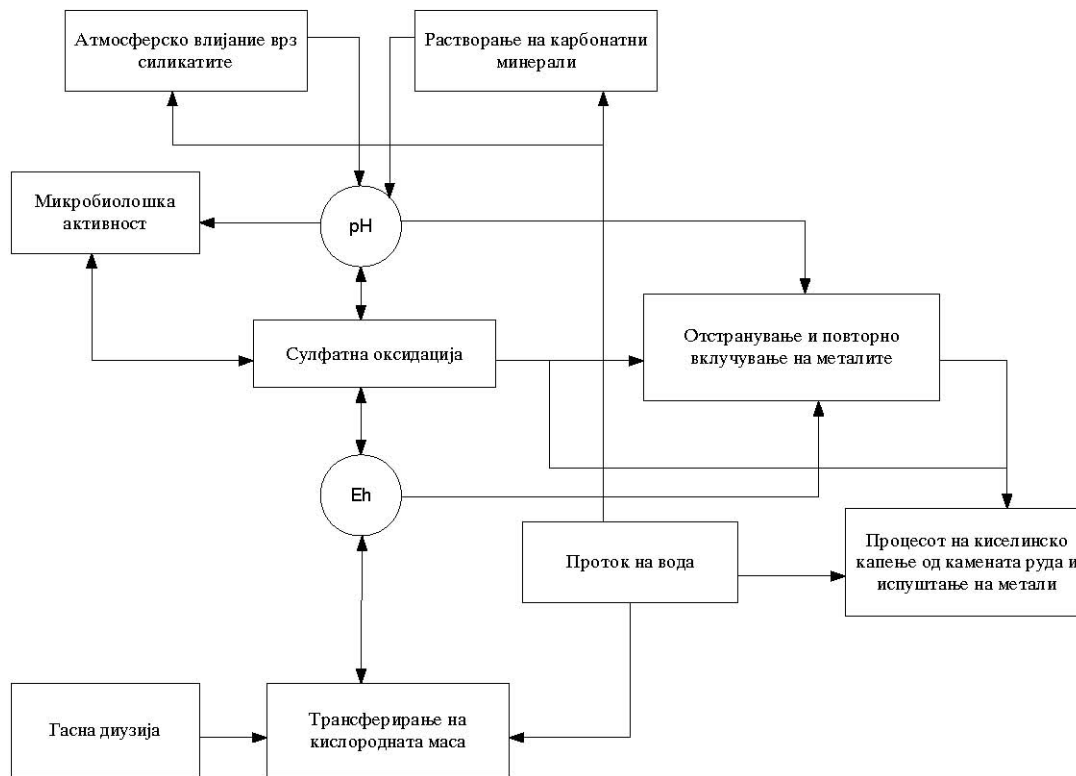 Атмосферско влијание врз
силикатите
Растворање на карбонатни
минерали
Микробиолошка
активност
pH
Сулфатна оксидација
Отстранување и повторно
вклучување на металите
Eh
Проток на вода
Процесот на киселинско
капење од камената руда и
испуштање на метали
Гасна диузија
Трансферирање на
кислородната маса